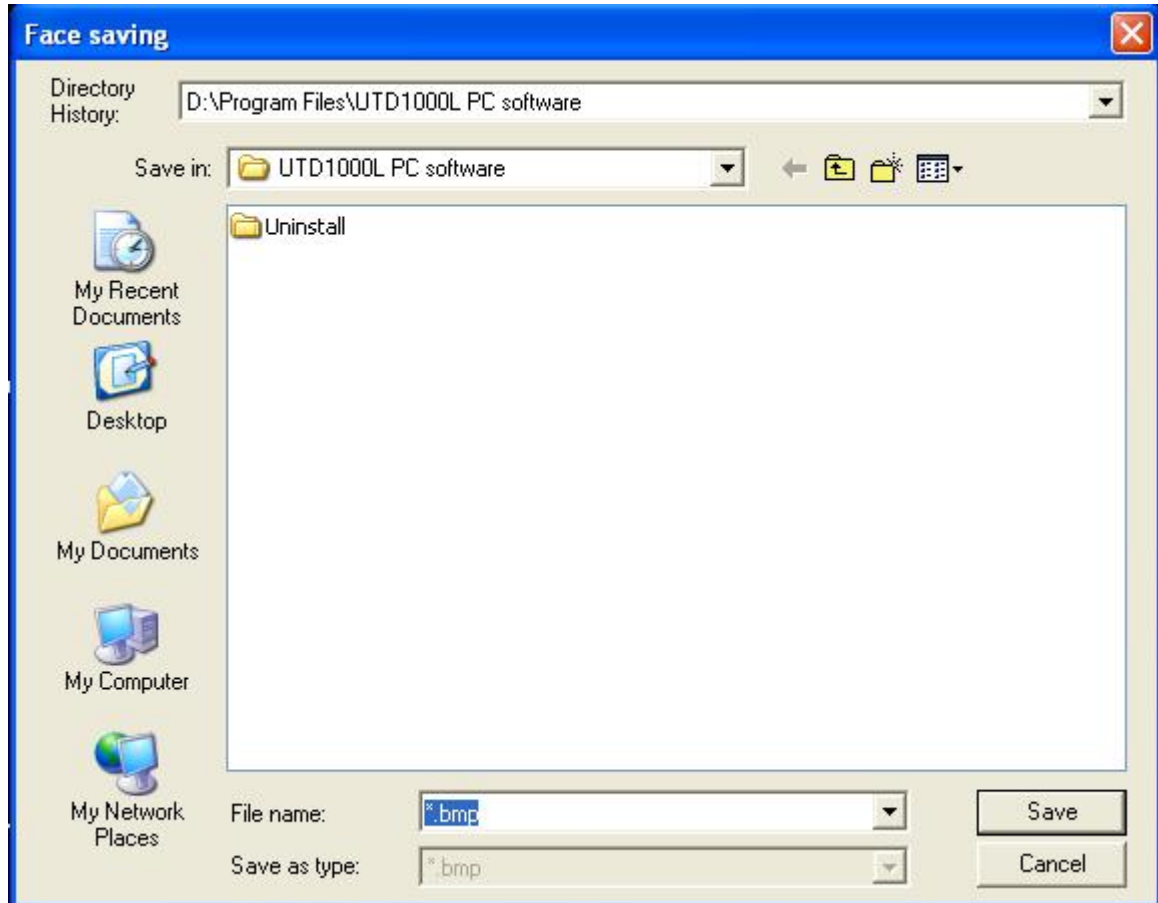 Face saving
Directory
History:
D:\Program Files\UTD1000L PC software
Save in:
UTD1000L PC software
Uninstall
My Recent
Documents
Desktop
My Documents
My Computer
My Network
Places
File name:
*.bmp
Save
Save as type:
*.bmp
Cancel